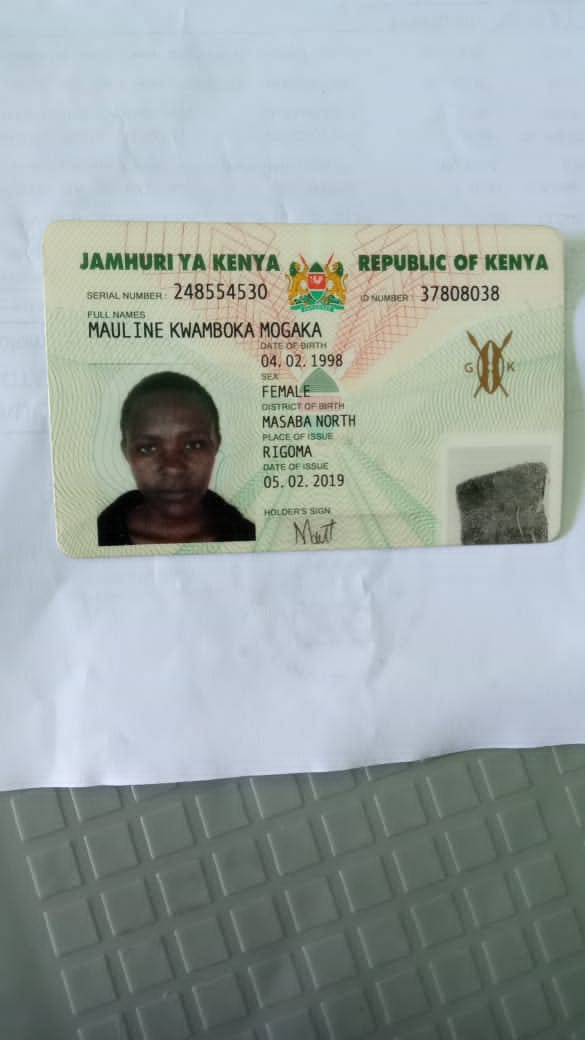 JAMHURI YA KENYA REPUBLIC OF KENYA
SERIAL NUMBER: 248554530 ID NUMBER: 37808038
FULL NAMES
MAULINE KWAMBOKA MOGAKA
DATE OF BIRTH
04.02.1998
SEX
FEMALE
G K
DISTRICT OF BIRTH
MASABA NORTH
PLACE OF ISSUE
RIGOMA
DATE OF ISSUE
05.02.2019
HOLDER'S SIGN